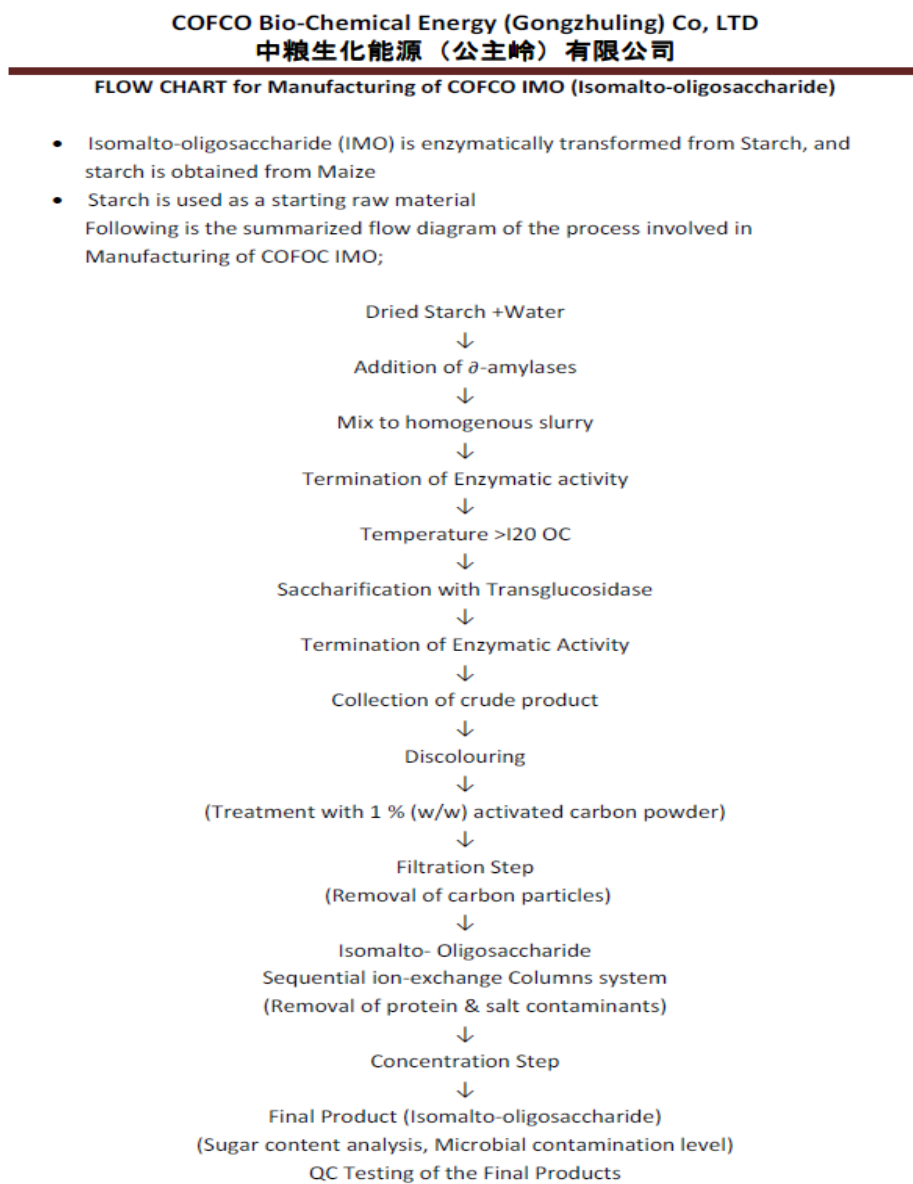 COFCO Bio-Chemical Energy (Gongzhuling) Co, LTD
中粮生化能源（公主岭）有限公司
FLOW CHART for Manufacturing of COFCO IMO (Isomalto-oligosaccharide)
• Isomalto-oligosaccharide (IMO) is enzymatically transformed from Starch, and
starch is obtained from Maize
• Starch is used as a starting raw material
Following is the summarized flow diagram of the process involved in
Manufacturing of COFOC IMO;
Dried Starch +Water
↓
Addition of ∂-amylases
↓
Mix to homogenous slurry
↓
Termination of Enzymatic activity
↓
Temperature >I20 OC
↓
Saccharification with Transglucosidase
↓
Termination of Enzymatic Activity
↓
Collection of crude product
↓
Discolouring
↓
(Treatment with 1 % (w/w) activated carbon powder)
↓
Filtration Step
(Removal of carbon particles)
↓
Isomalto- Oligosaccharide
Sequential ion-exchange Columns system
(Removal of protein & salt contaminants)
↓
Concentration Step
↓
Final Product (Isomalto-oligosaccharide)
(Sugar content analysis, Microbial contamination level)
QC Testing of the Final Products